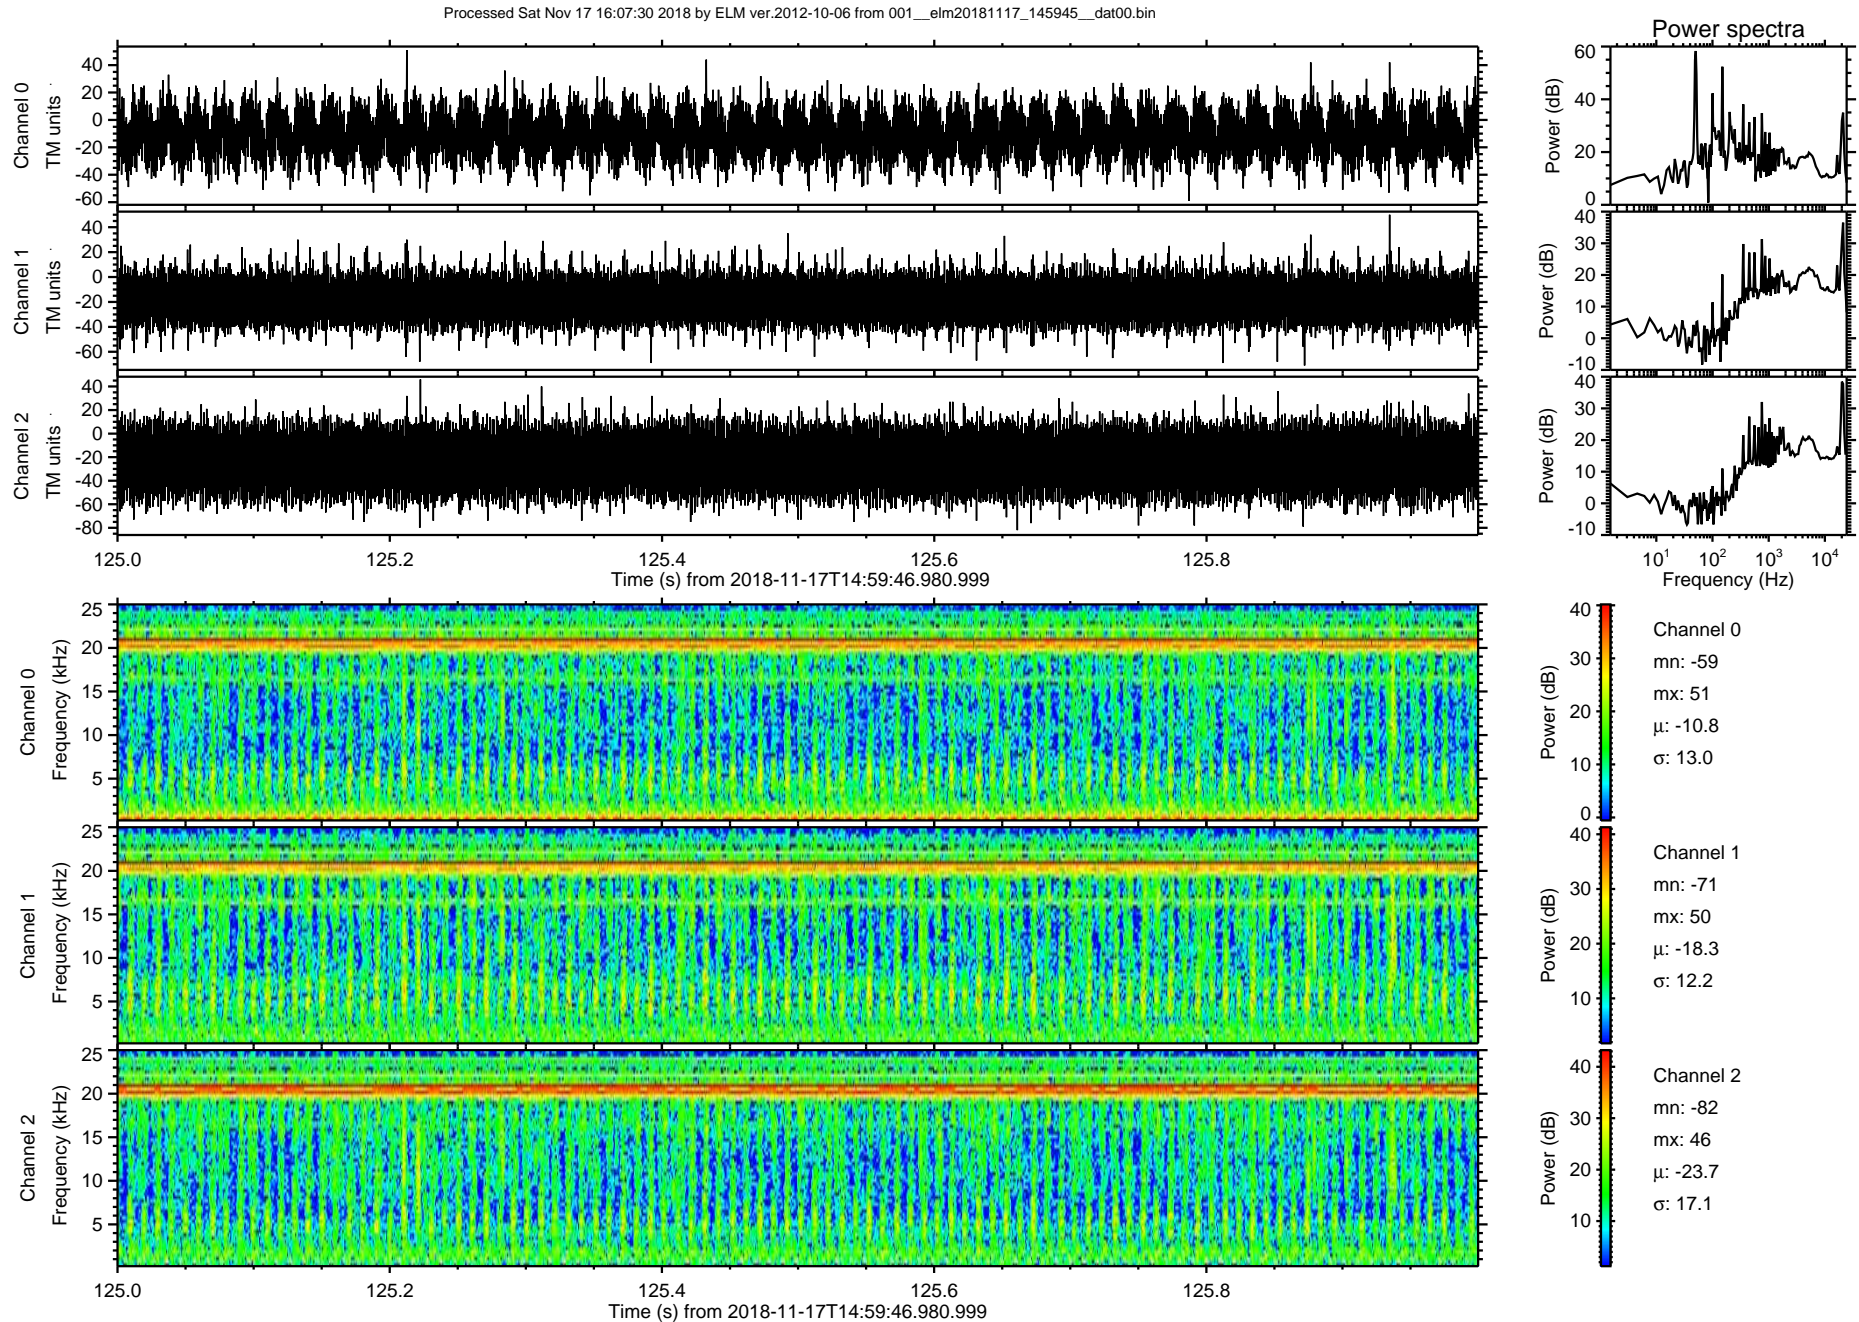 Processed Sat Nov 17 16:07:30 2018 by ELM ver.2012-10-06 from 001__elm20181117_145945__dat00.bin
Power spectra
Channel 0
TM units
40
20
0
-20
-40
-60
Power (dB)
60
40
20
0
Channel 1
TM units
40
20
0
-20
-40
-60
Power (dB)
40
30
20
10
0
-10
Channel 2
TM units
40
20
0
-20
-40
-60
-80
Power (dB)
40
30
20
10
0
-10
125.0 125.2 125.4 125.6 125.8
Time (s) from 2018-11-17T14:59:46.980.999
10¹ 10² 10³ 10⁴
Frequency (Hz)
Channel 0
Frequency (kHz)
25
20
15
10
5
Power (dB)
40
30
20
10
0
Channel 0
mn: -59
mx: 51
μ: -10.8
σ: 13.0
Channel 1
Frequency (kHz)
25
20
15
10
5
Power (dB)
40
30
20
10
Channel 1
mn: -71
mx: 50
μ: -18.3
σ: 12.2
Channel 2
Frequency (kHz)
25
20
15
10
5
Power (dB)
40
30
20
10
Channel 2
mn: -82
mx: 46
μ: -23.7
σ: 17.1
125.0 125.2 125.4 125.6 125.8
Time (s) from 2018-11-17T14:59:46.980.999